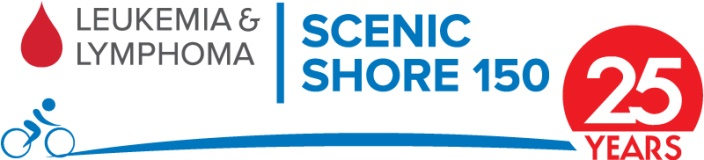 LEUKEMIA &
LYMPHOMA
SCENIC
SHORE 150
25
YEARS